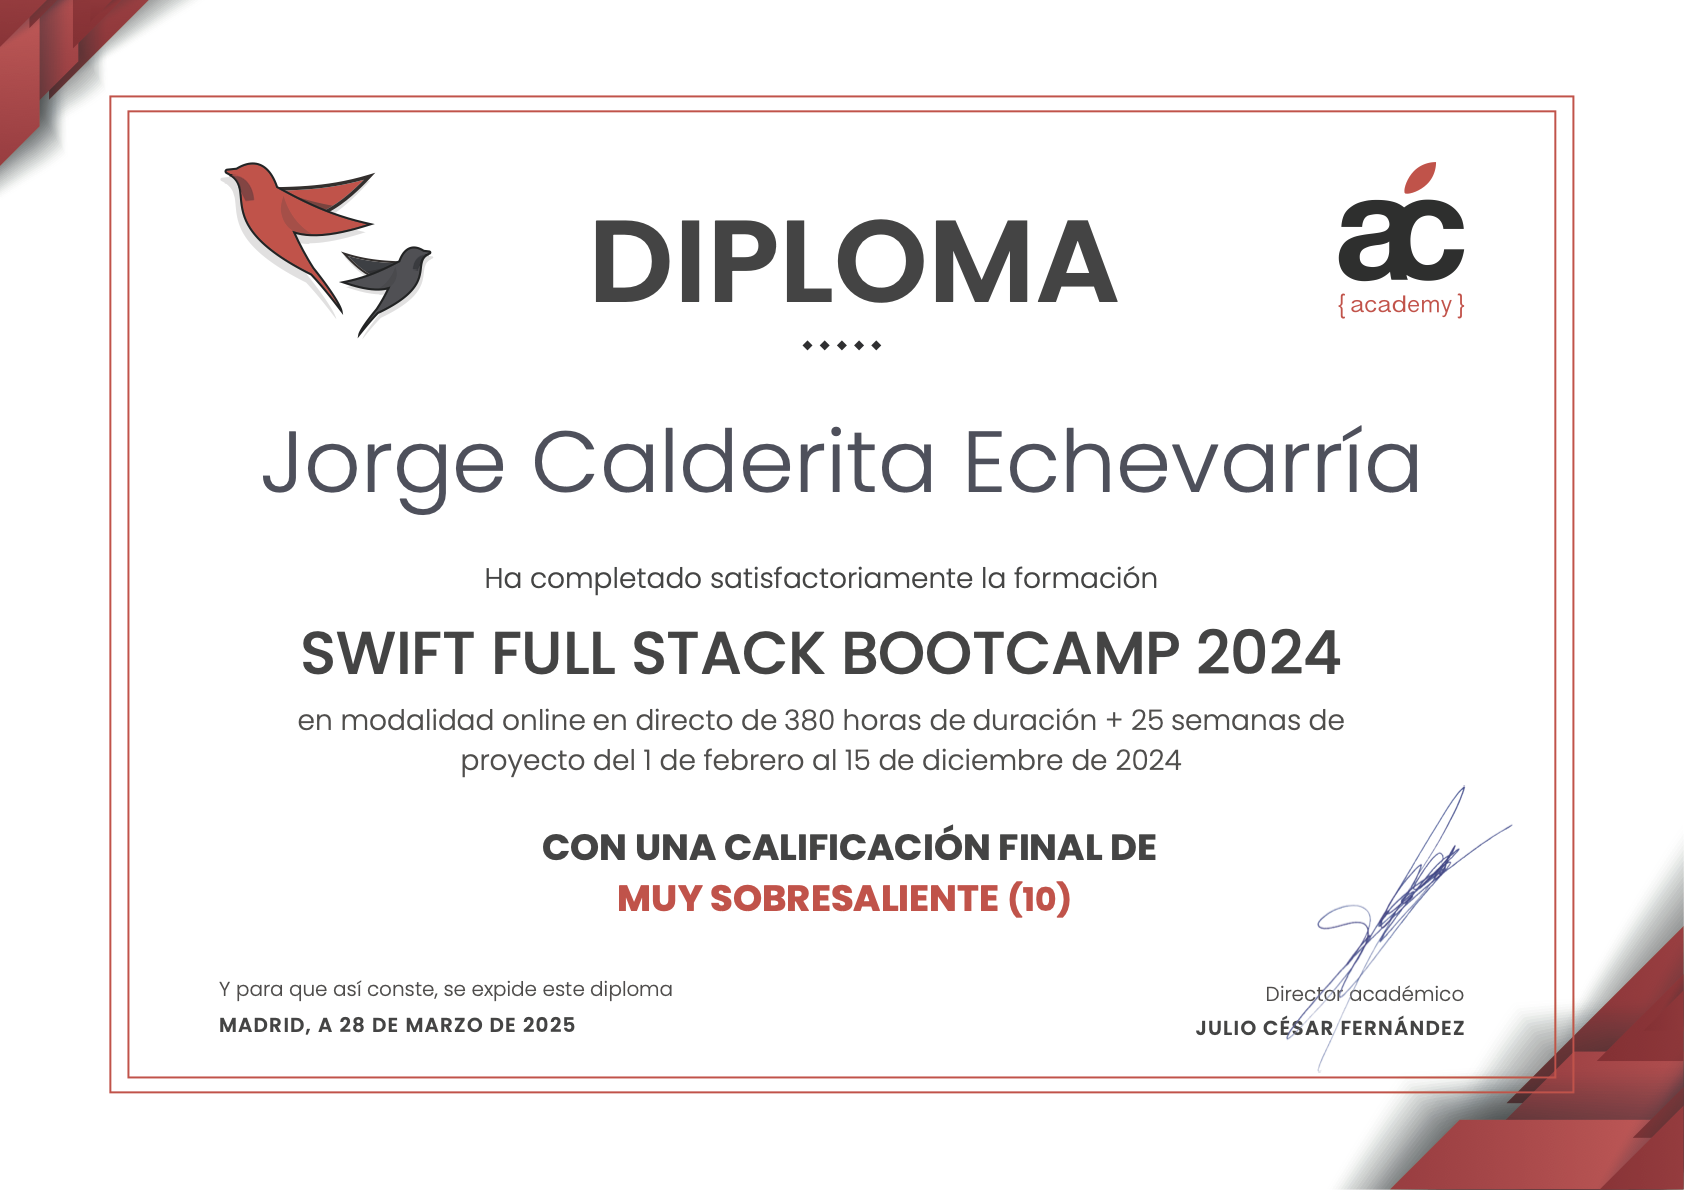 DIPLOMA
ac
{ academy }
Jorge Calderita Echevarría
Ha completado satisfactoriamente la formación
SWIFT FULL STACK BOOTCAMP 2024
en modalidad online en directo de 380 horas de duración + 25 semanas de
proyecto del 1 de febrero al 15 de diciembre de 2024
CON UNA CALIFICACIÓN FINAL DE
MUY SOBRESALIENTE (10)
Y para que así conste, se expide este diploma
MADRID, A 28 DE MARZO DE 2025
Director académico
JULIO CÉSAR FERNÁNDEZ